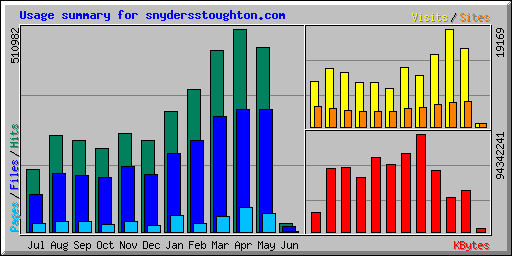 Usage summary for snydersstoughton.com
Visits / Sites
510982
19169
Pages / Files / Hits
94342241
Jul Aug Sep Oct Nov Dec Jan Feb Mar Apr May Jun
KBytes